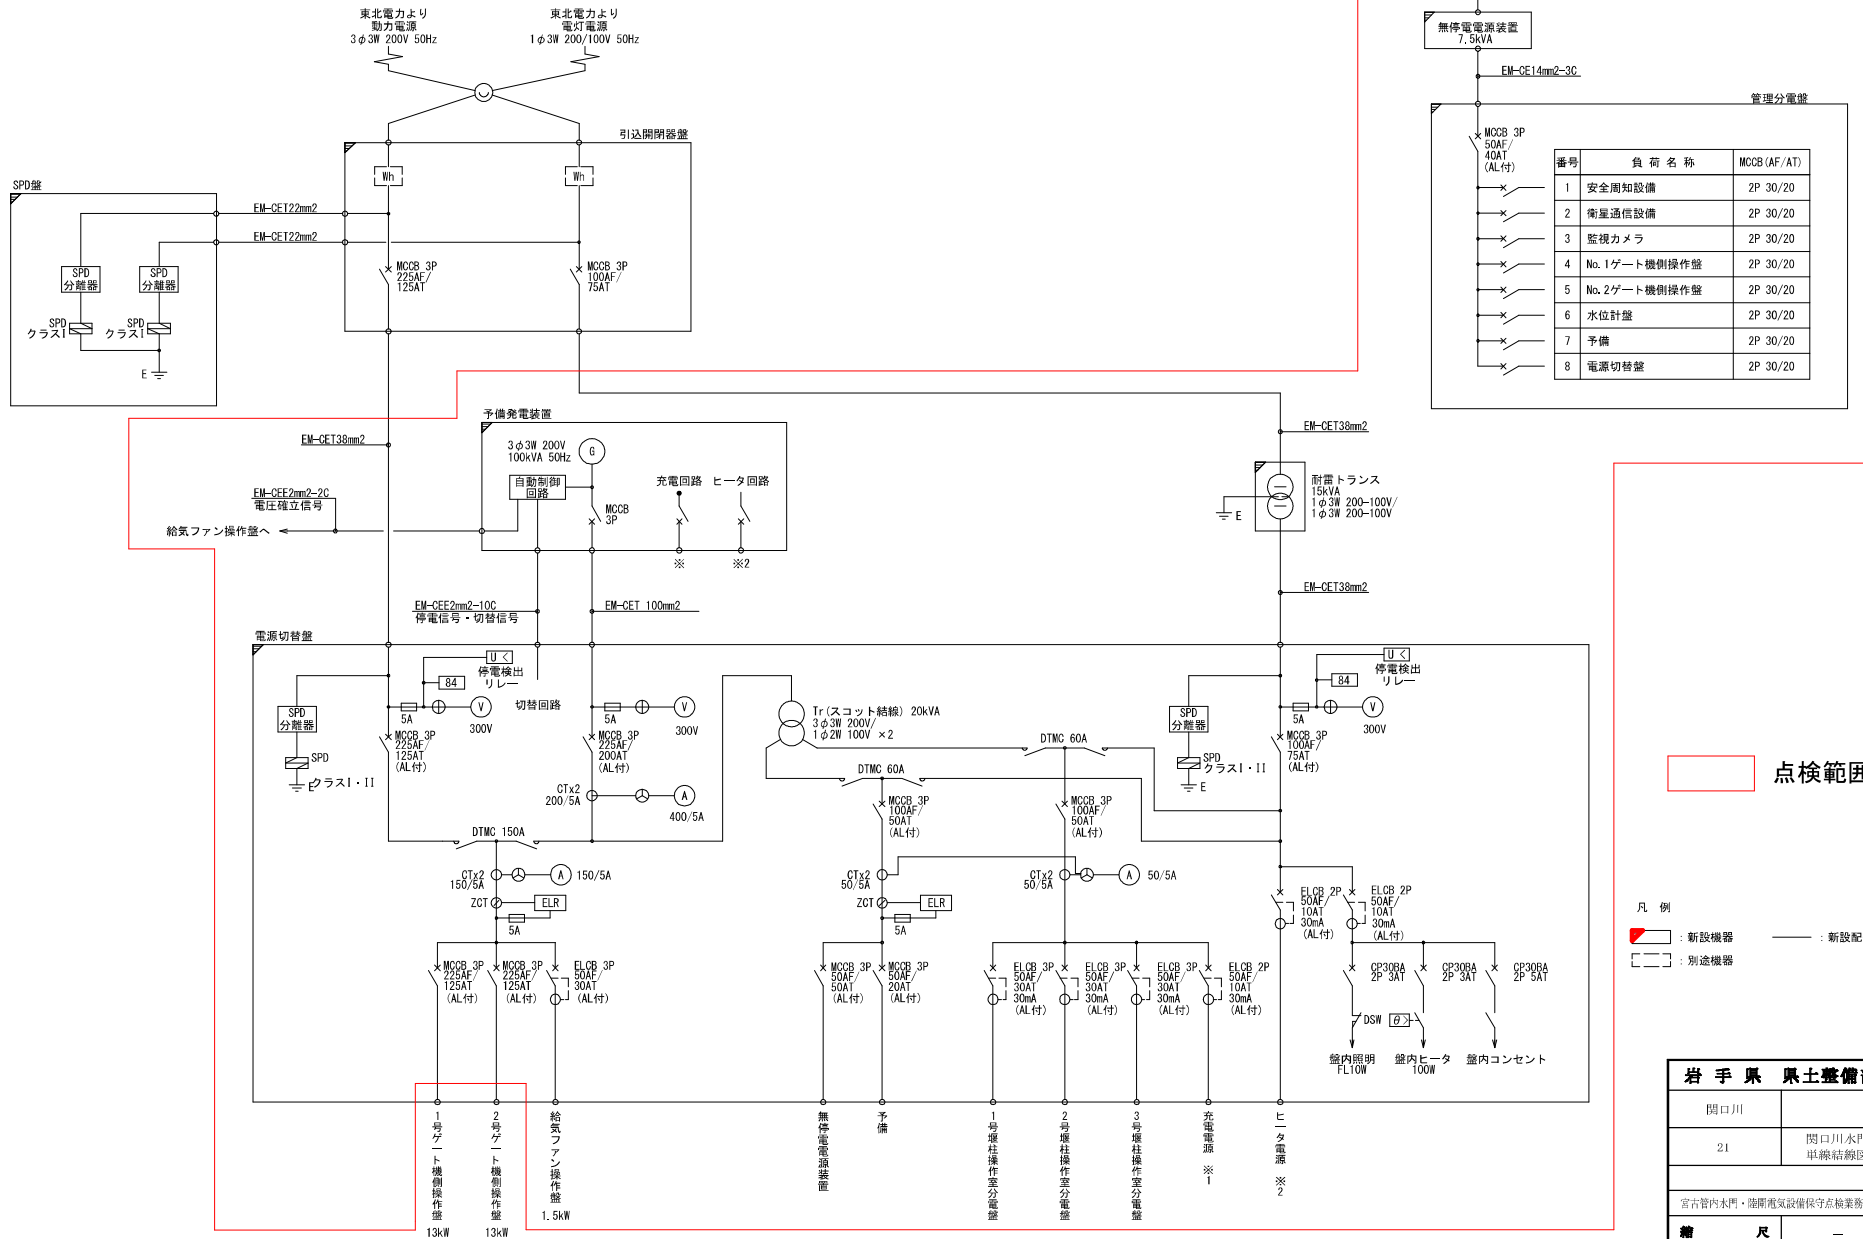 東北電力より
動力電源
3φ3W 200V 50Hz
東北電力より
電灯電源
1φ3W 200/100V 50Hz
引込開閉器盤
Wh
Wh
SPD盤
EM-CET22mm2
EM-CET22mm2
SPD
分離器
SPD
分離器
SPD
クラスI
SPD
クラスI
E
MCCB 3P
225AF/
125AT
MCCB 3P
100AF/
75AT
無停電電源装置
7.5kVA
EM-CE14mm2-3C
管理分電盤
MCCB 3P
50AF/
40AT
(AL付)
番号 負荷名称 MCCB(AF/AT)
1 安全周知設備 2P 30/20
2 衛星通信設備 2P 30/20
3 監視カメラ 2P 30/20
4 No.1ゲート機側操作盤 2P 30/20
5 No.2ゲート機側操作盤 2P 30/20
6 水位計盤 2P 30/20
7 予備 2P 30/20
8 電源切替盤 2P 30/20
EM-CET38mm2
EM-CEE2mm2-2C
電圧確立信号
給気ファン操作盤へ
予備発電装置
3φ3W 200V
100kVA 50Hz
G
自動制御
回路
MCCB
3P
充電回路
ヒータ回路
※
※2
EM-CET38mm2
耐雷トランス
15kVA
1φ3W 200-100V/
1φ3W 200-100V
E
EM-CET38mm2
EM-CEE2mm2-10C
停電信号・切替信号
EM-CET 100mm2
電源切替盤
U <
停電検出
リレー
84
5A
V
300V
切替回路
5A
V
300V
SPD
分離器
SPD
クラスI・II
E
MCCB 3P
225AF/
125AT
(AL付)
MCCB 3P
225AF/
200AT
(AL付)
CTx2
200/5A
A
400/5A
DTMC 150A
CTx2
150/5A
A
150/5A
ZCT
ELR
5A
MCCB 3P
225AF/
125AT
(AL付)
MCCB 3P
225AF/
125AT
(AL付)
ELCB 3P
50AF/
30AT
(AL付)
Tr(スコット結線) 20kVA
3φ3W 200V/
1φ2W 100V ×2
DTMC 60A
DTMC 60A
MCCB 3P
100AF/
50AT
(AL付)
MCCB 3P
100AF/
50AT
(AL付)
CTx2
50/5A
CTx2
50/5A
A
50/5A
ZCT
ELR
5A
MCCB 3P
50AF/
50AT
(AL付)
MCCB 3P
50AF/
20AT
(AL付)
ELCB 3P
50AF/
30AT
30mA
(AL付)
ELCB 3P
50AF/
30AT
30mA
(AL付)
ELCB 3P
50AF/
30AT
30mA
(AL付)
ELCB 2P
50AF/
10AT
30mA
(AL付)
U <
停電検出
リレー
84
5A
V
300V
SPD
分離器
SPD
クラスI・II
E
MCCB 3P
100AF/
75AT
(AL付)
ELCB 2P
50AF/
10AT
30mA
(AL付)
ELCB 2P
50AF/
10AT
30mA
(AL付)
CP30BA
2P 3AT
CP30BA
2P 3AT
CP30BA
2P 5AT
DSW
θ>
盤内照明
FL10W
盤内ヒータ
100W
盤内コンセント
1号ゲート機側操作盤
13kW
2号ゲート機側操作盤
13kW
給気ファン操作盤
1.5kW
無停電電源装置
予備
1号堰柱操作室分電盤
2号堰柱操作室分電盤
3号堰柱操作室分電盤
充電電源 ※1
ヒータ電源 ※2
点検範囲
凡例
: 新設機器
: 新設配
: 別途機器
岩手県 県土整備
関口川
21
関口川水門
単線結線図
宮古管内水門・陸閘電気設備保守点検業務
縮尺
－